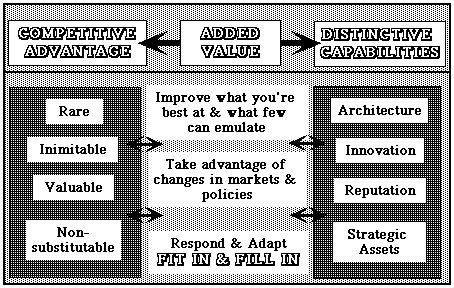 COMPETITIVE
ADVANTAGE
ADDED
VALUE
DISTINCTIVE
CAPABILITIES
Rare
Inimitable
Valuable
Non-
substitutable
Improve what you're
best at & what few
can emulate
Take advantage of
changes in markets &
policies
Respond & Adapt
FIT IN & FILL IN
Architecture
Innovation
Reputation
Strategic
Assets